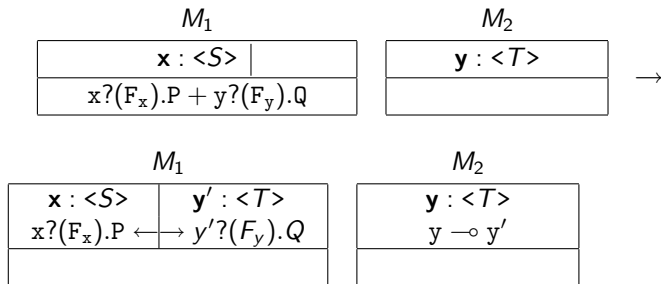 M₁ M₂
x : <S> y : <T>
x?(Fₓ).P + y?(F_y).Q →
M₁ M₂
x : <S> y′ : <T> y : <T>
x?(Fₓ).P ←→ y′?(F_y).Q y ⊸ y′